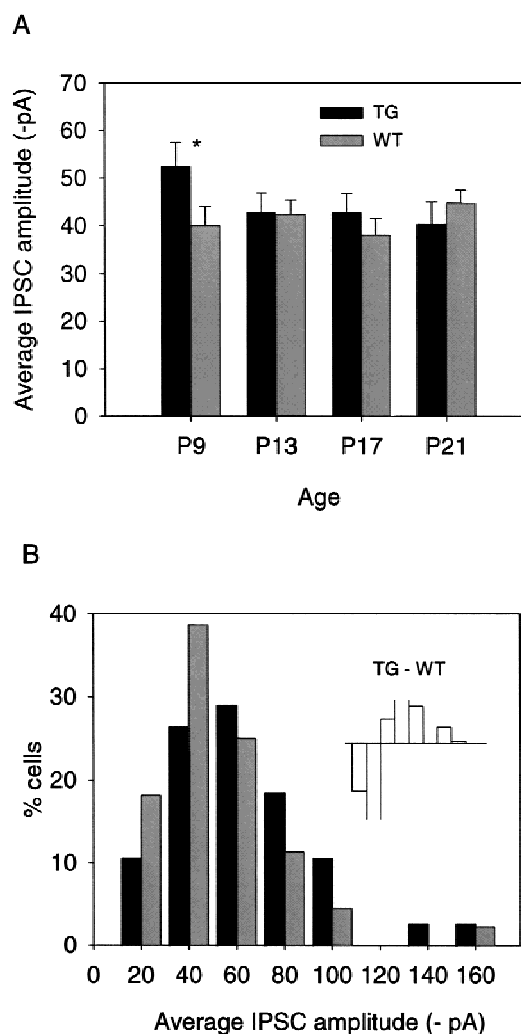 A
Average IPSC amplitude (-pA)
70
60
50
40
30
20
10
0
*
TG
WT
P9 P13 P17 P21
Age
B
% cells
40
30
20
10
0
TG - WT
0 20 40 60 80 100 120 140 160
Average IPSC amplitude (- pA)